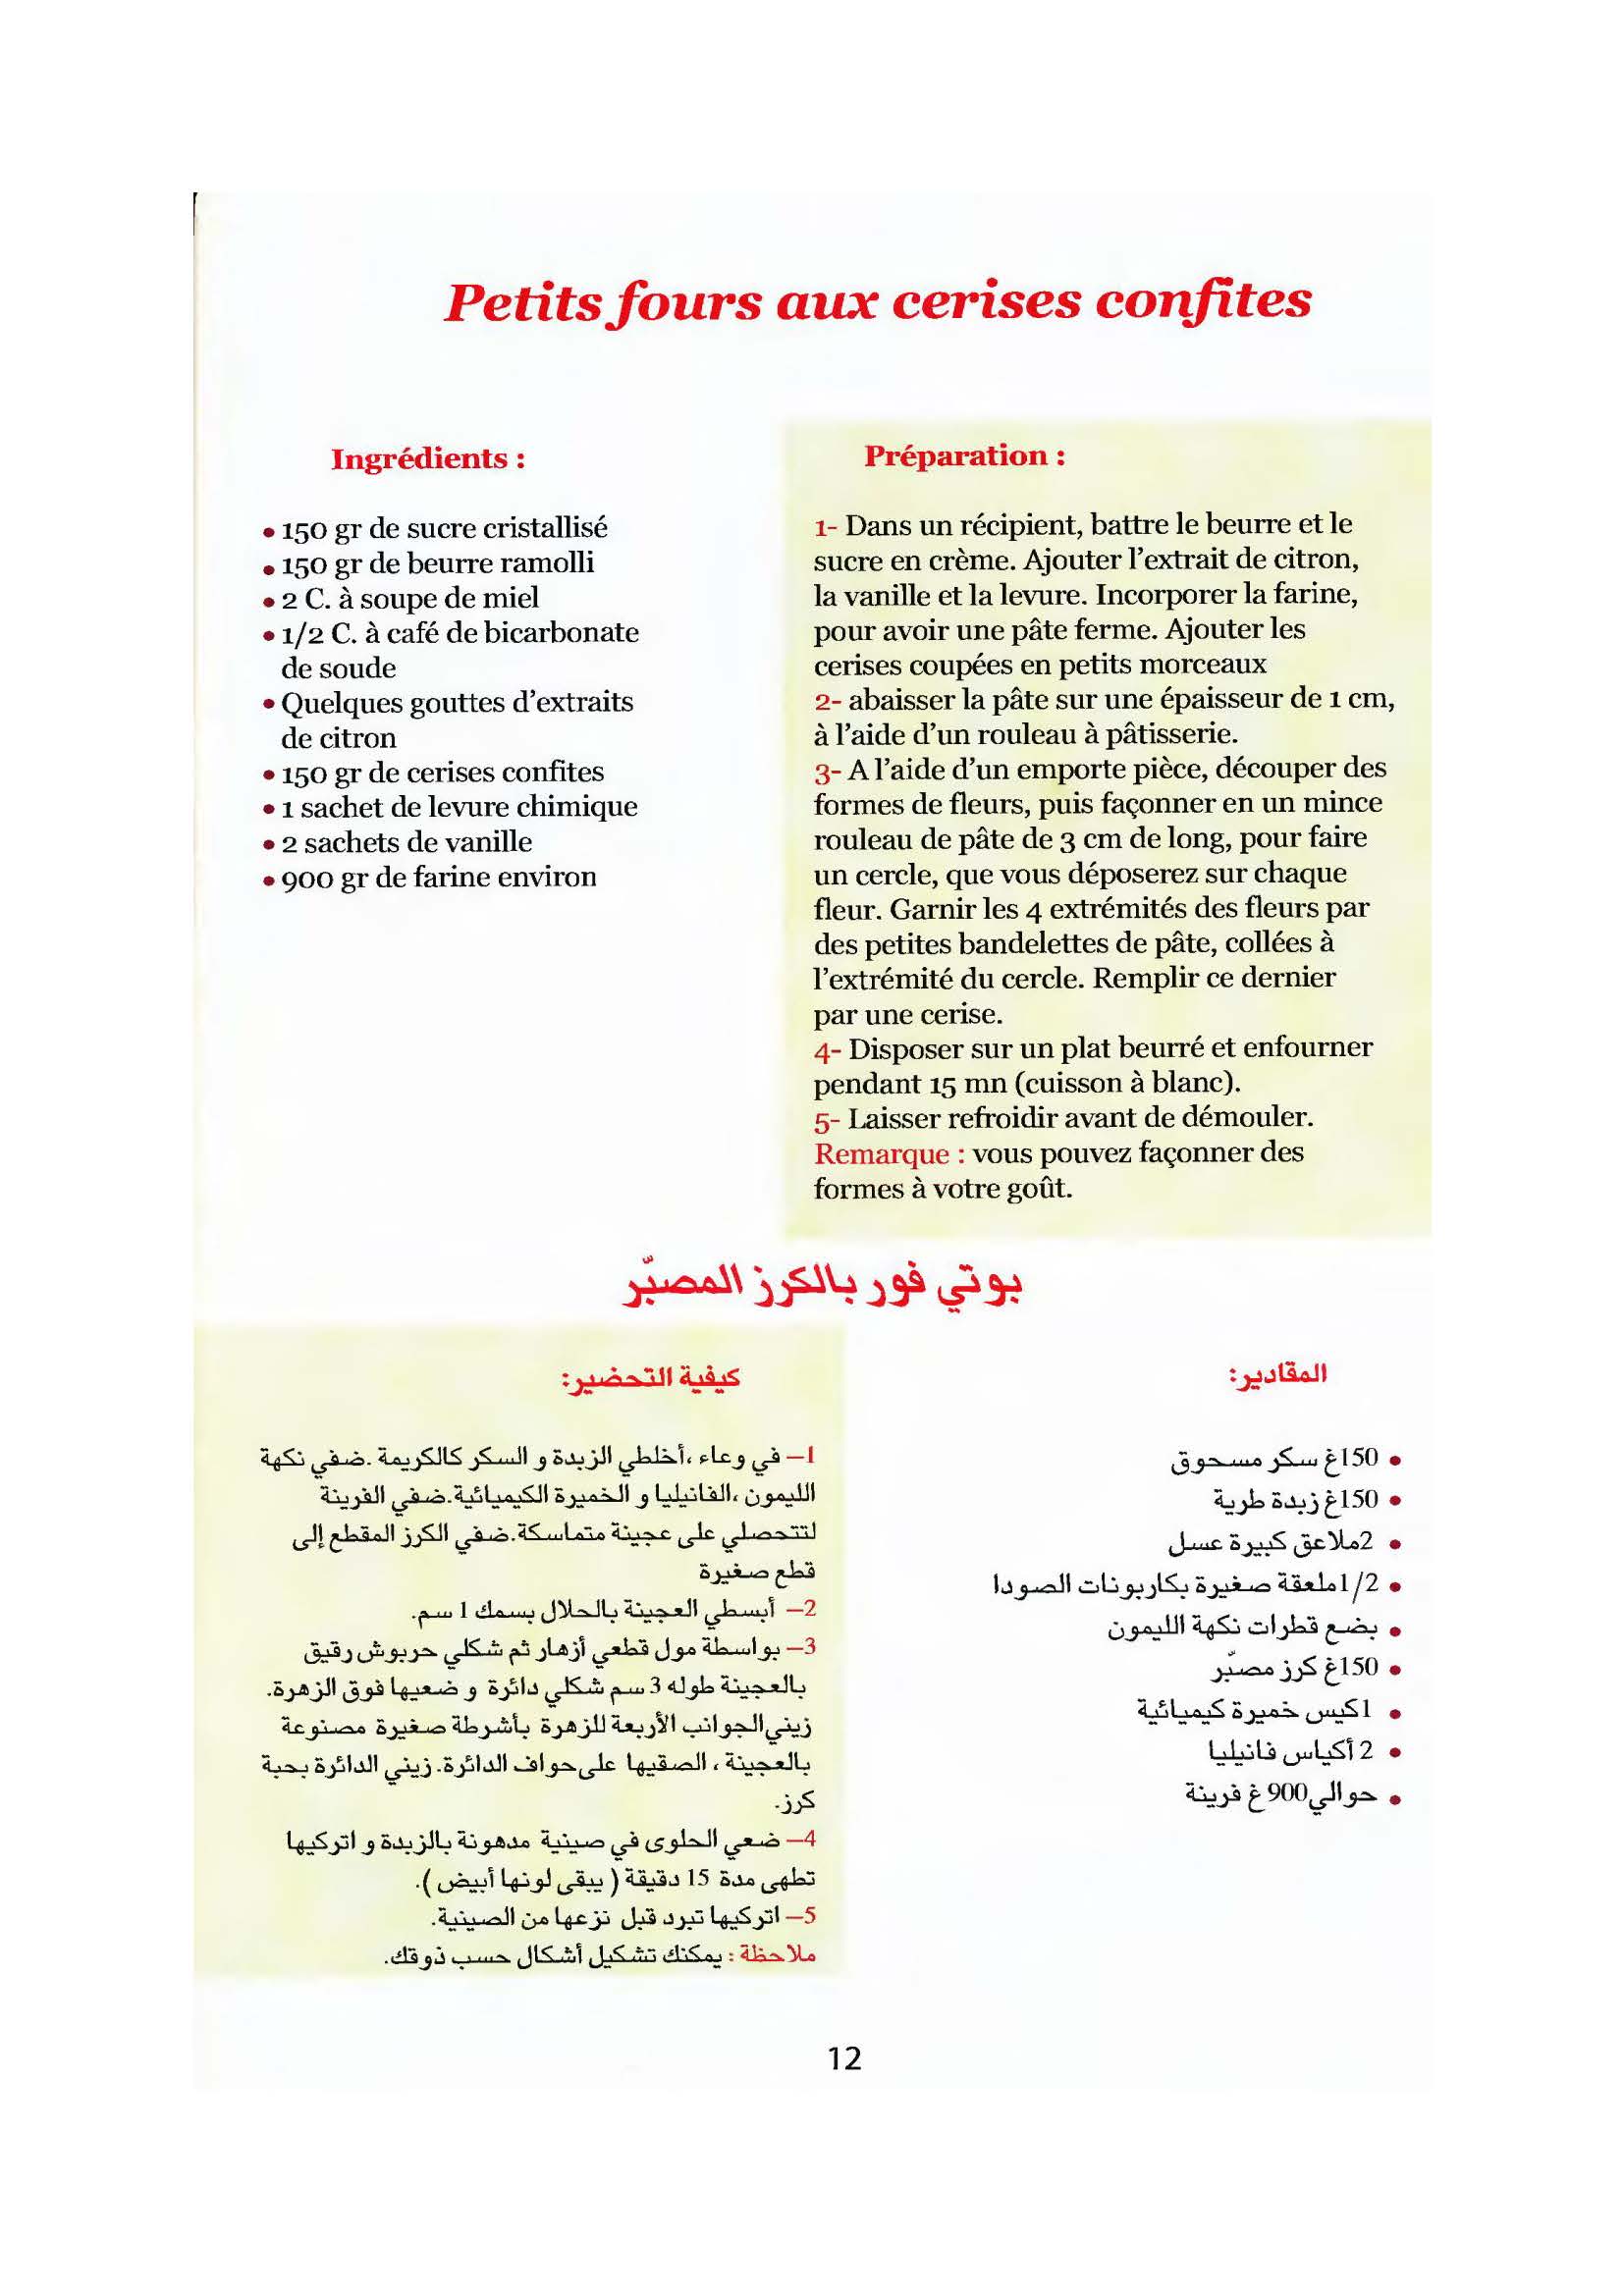 Petits fours aux cerises confites
Ingrédients :
• 150 gr de sucre cristallisé
• 150 gr de beurre ramolli
• 2 C. à soupe de miel
• 1/2 C. à café de bicarbonate
de soude
• Quelques gouttes d'extraits
de citron
• 150 gr de cerises confites
• 1 sachet de levure chimique
• 2 sachets de vanille
• 900 gr de farine environ
Préparation :
1- Dans un récipient, battre le beurre et le
sucre en crème. Ajouter l'extrait de citron,
la vanille et la levure. Incorporer la farine,
pour avoir une pâte ferme. Ajouter les
cerises coupées en petits morceaux
2- abaisser la pâte sur une épaisseur de 1 cm,
à l'aide d'un rouleau à pâtisserie.
3- A l'aide d'un emporte pièce, découper des
formes de fleurs, puis façonner en un mince
rouleau de pâte de 3 cm de long, pour faire
un cercle, que vous déposerez sur chaque
fleur. Garnir les 4 extrémités des fleurs par
des petites bandelettes de pâte, collées à
l'extrémité du cercle. Remplir ce dernier
par une cerise.
4- Disposer sur un plat beurré et enfourner
pendant 15 mn (cuisson à blanc).
5- Laisser refroidir avant de démouler.
Remarque : vous pouvez façonner des
formes à votre goût.
بوتي فور بالكرز المصبّر
المقادير:
• 150غ سكر مسحوق
• 150غ زبدة طرية
• 2ملاعق كبيرة عسل
• 1/2ملعقة صغيرة بكاربونات الصودا
• بضع قطرات نكهة الليمون
• 150غ كرز مصبّر
• 1كيس خميرة كيميائية
• 2 أكياس فانيليا
• حوالي900 غ فرينة
كيفية التحضير:
1– في وعاء ،أخلطي الزبدة و السكر كالكريمة .ضفي نكهة
الليمون ،الفانيليا و الخميرة الكيميائية.ضفي الفرينة
لتتحصلي على عجينة متماسكة.ضفي الكرز المقطع إلى
قطع صغيرة
2– أبسطي العجينة بالحلال بسمك 1 سم.
3– بواسطة مول قطعي أزهار ثم شكلي حربوش رقيق
بالعجينة طوله 3 سم شكلي دائرة و ضعيها فوق الزهرة.
زيني الجوانب الأربعة للزهرة بأشرطة صغيرة مصنوعة
بالعجينة ، الصقيها على حواف الدائرة. زيني الدائرة بحبة
كرز.
4– ضعي الحلوى في صينية مدهونة بالزبدة و اتركيها
تطهى مدة 15 دقيقة ( يبقى لونها أبيض ).
5– اتركيها تبرد قبل نزعها من الصينية.
ملاحظة : يمكنك تشكيل أشكال حسب ذوقك.
12